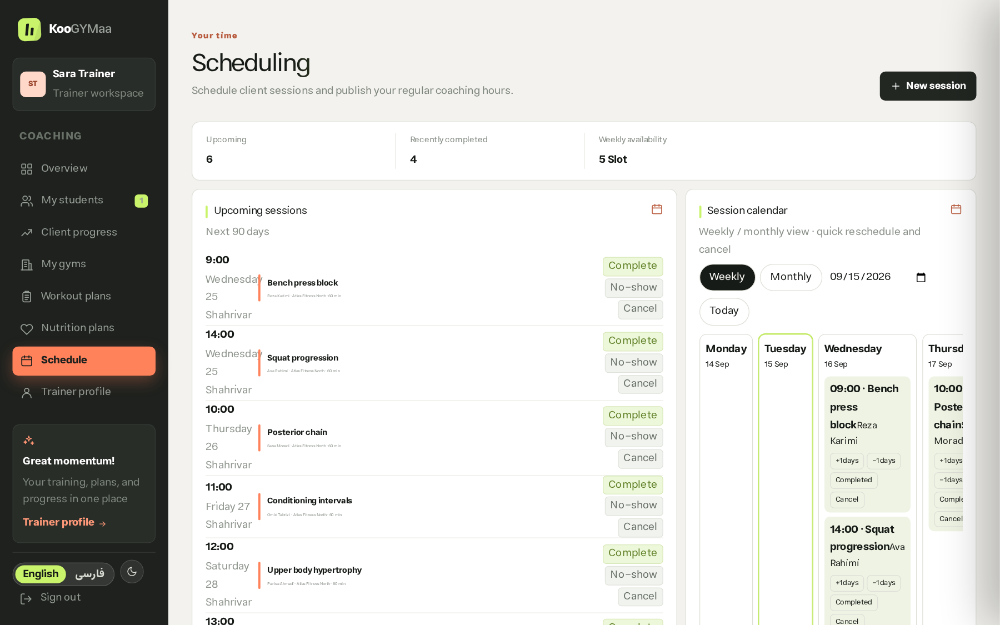 KooGYMaa
ST
Sara Trainer
Trainer workspace
COACHING
Overview
My students
1
Client progress
My gyms
Workout plans
Nutrition plans
Schedule
Trainer profile
Great momentum!
Your training, plans, and
progress in one place
Trainer profile →
English
فارسی
Sign out
Your time
Scheduling
Schedule client sessions and publish your regular coaching hours.
+ New session
Upcoming
6
Recently completed
4
Weekly availability
5 Slot
Upcoming sessions
Next 90 days
9:00
Wednesday
25
Shahrivar
Bench press block
Reza Karimi · Atlas Fitness North · 60 min
Complete
No-show
Cancel
14:00
Wednesday
25
Shahrivar
Squat progression
Ava Rahimi · Atlas Fitness North · 60 min
Complete
No-show
Cancel
10:00
Thursday
26
Shahrivar
Posterior chain
Sana Moradi · Atlas Fitness North · 60 min
Complete
No-show
Cancel
11:00
Friday 27
Shahrivar
Conditioning intervals
Omid Tabrizi · Atlas Fitness North · 60 min
Complete
No-show
Cancel
12:00
Saturday
28
Shahrivar
Upper body hypertrophy
Parisa Ahmadi · Atlas Fitness North · 60 min
Complete
No-show
Cancel
13:00
Complete
Session calendar
Weekly / monthly view · quick reschedule and
cancel
Weekly
Monthly
09/15/2026
Today
Monday
14 Sep
Tuesday
15 Sep
Wednesday
16 Sep
09:00 · Bench
press
blockReza
Karimi
+1days
−1days
Completed
Cancel
14:00 · Squat
progressionAva
Rahimi
+1days
−1days
Completed
Cancel
Thursd
17 Sep
10:00
Poste
chainS
Morad
+1days
−1days
Comple
Cancel